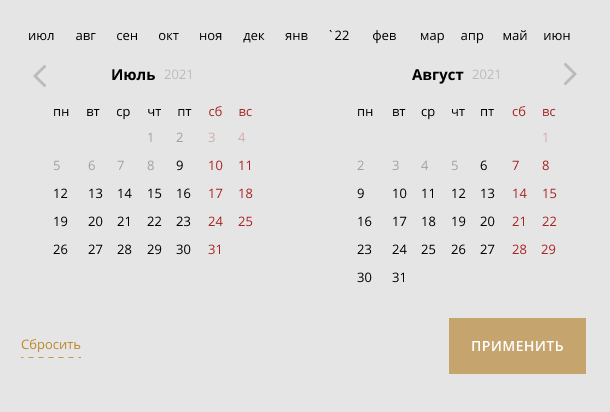 июл авг сен окт ноя дек янв `22 фев мар апр май июн
Июль 2021
пн вт ср чт пт сб вс
1 2 3 4
5 6 7 8 9 10 11
12 13 14 15 16 17 18
19 20 21 22 23 24 25
26 27 28 29 30 31
Август 2021
пн вт ср чт пт сб вс
1
2 3 4 5 6 7 8
9 10 11 12 13 14 15
16 17 18 19 20 21 22
23 24 25 26 27 28 29
30 31
Сбросить
ПРИМЕНИТЬ